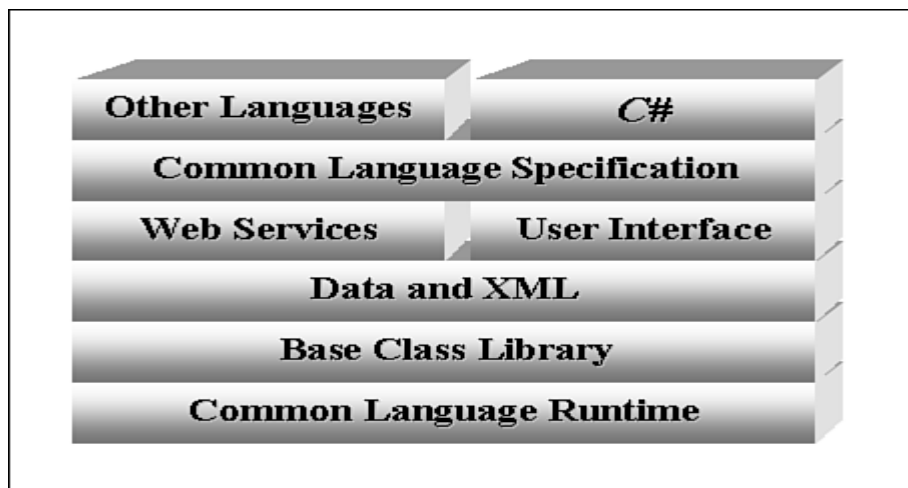 Other Languages
C#
Common Language Specification
Web Services
User Interface
Data and XML
Base Class Library
Common Language Runtime